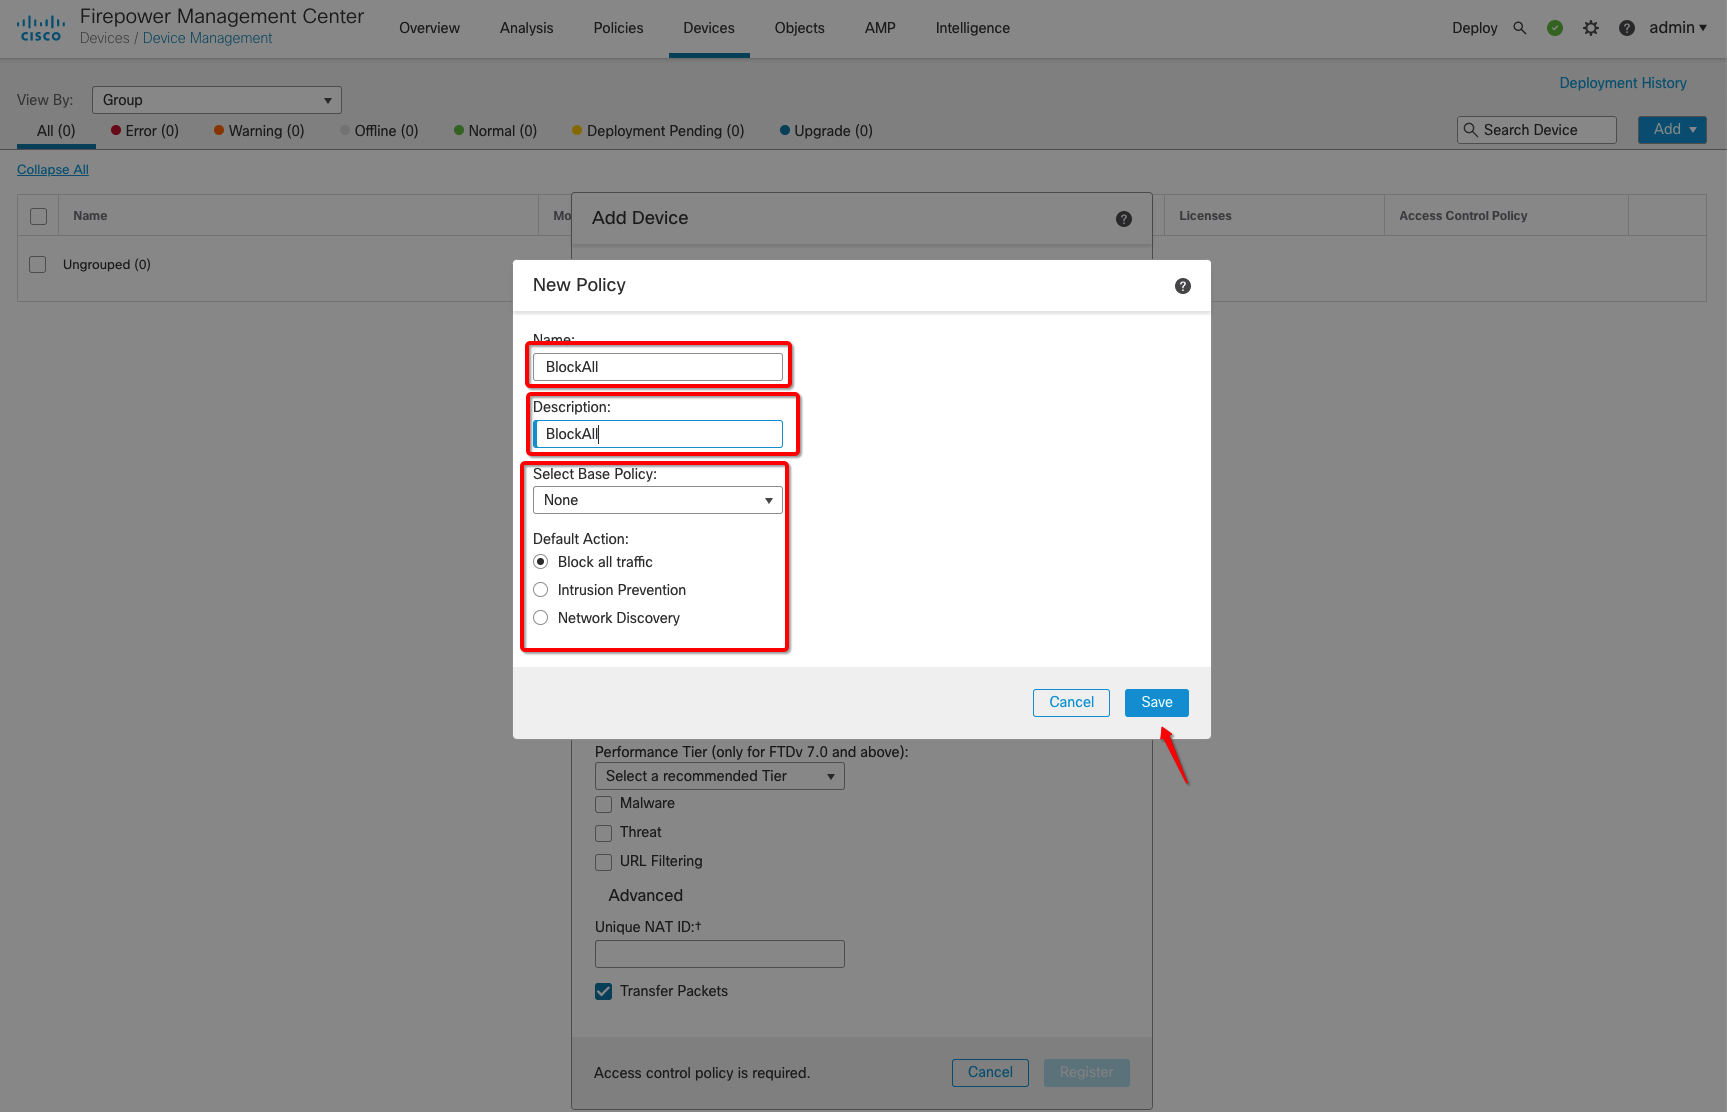 Firepower Management Center
cisco
Devices / Device Management
Overview
Analysis
Policies
Devices
Objects
AMP
Intelligence
Deploy
admin
Deployment History
View By:
Group
All (0)
Error (0)
Warning (0)
Offline (0)
Normal (0)
Deployment Pending (0)
Upgrade (0)
Search Device
Add
Collapse All
Name
Mo
Licenses
Access Control Policy
Ungrouped (0)
Add Device
New Policy
Name:
BlockAll
Description:
BlockAll
Select Base Policy:
None
Default Action:
Block all traffic
Intrusion Prevention
Network Discovery
Cancel
Save
Performance Tier (only for FTDv 7.0 and above):
Select a recommended Tier
Malware
Threat
URL Filtering
Advanced
Unique NAT ID:†
Transfer Packets
Access control policy is required.
Cancel
Register